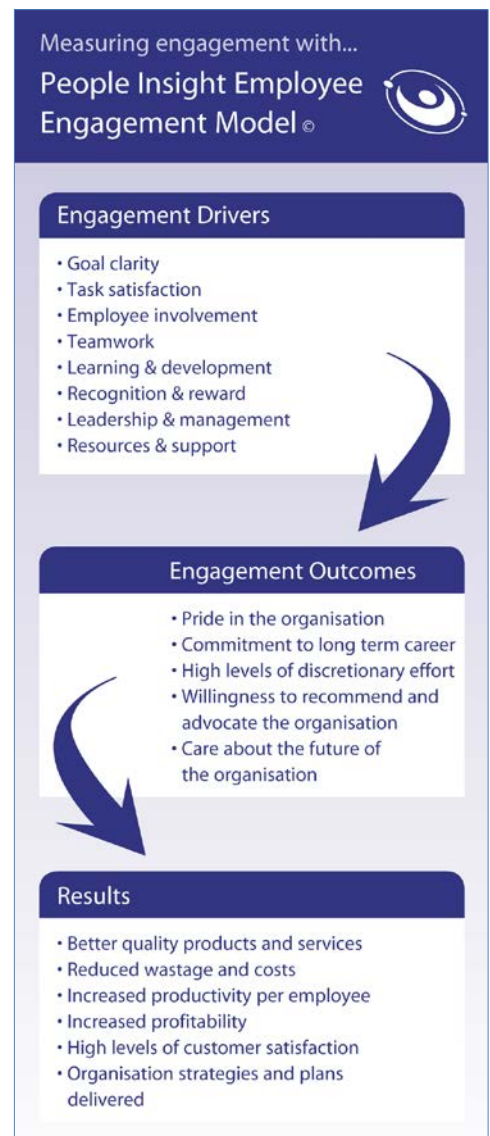 Measuring engagement with...
People Insight Employee
Engagement Model ©
Engagement Drivers
• Goal clarity
• Task satisfaction
• Employee involvement
• Teamwork
• Learning & development
• Recognition & reward
• Leadership & management
• Resources & support
Engagement Outcomes
• Pride in the organisation
• Commitment to long term career
• High levels of discretionary effort
• Willingness to recommend and
advocate the organisation
• Care about the future of
the organisation
Results
• Better quality products and services
• Reduced wastage and costs
• Increased productivity per employee
• Increased profitability
• High levels of customer satisfaction
• Organisation strategies and plans
delivered